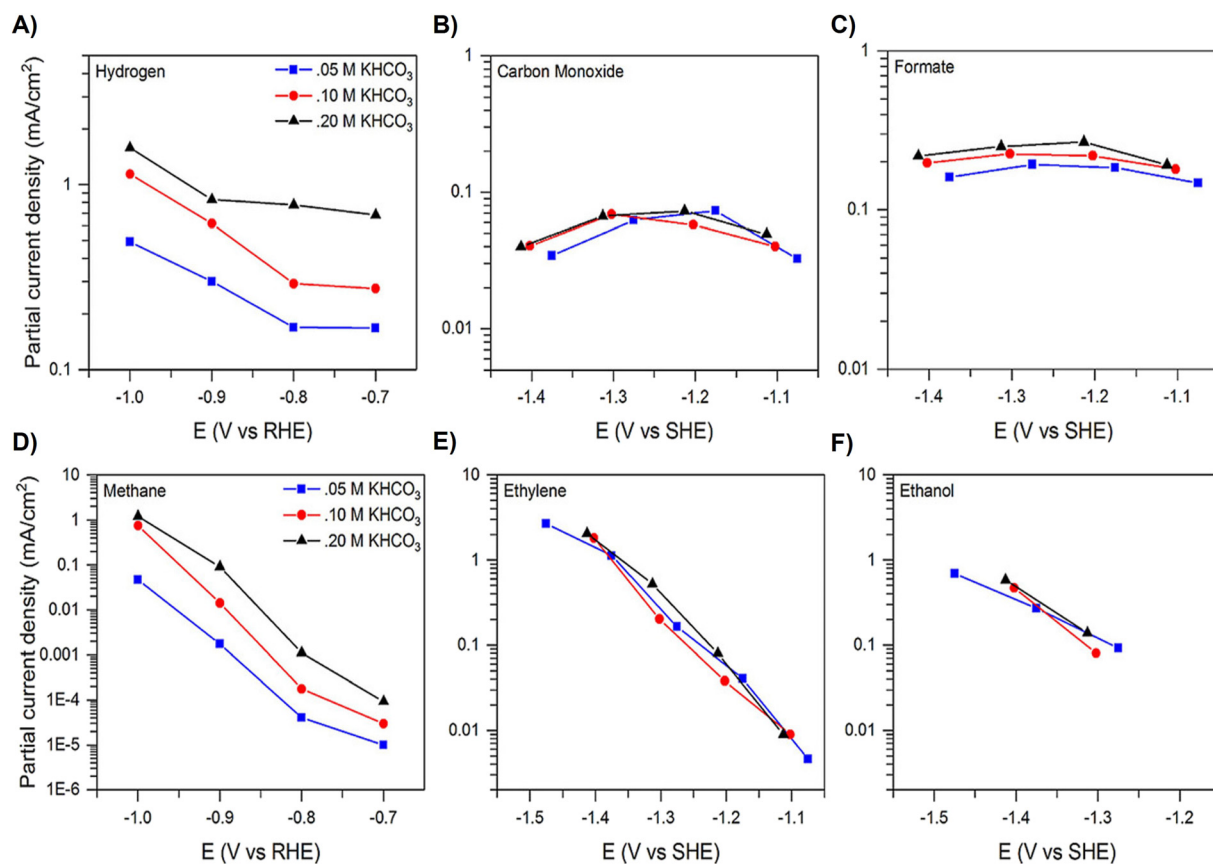 A)
Partial current density (mA/cm²)
Hydrogen
.05 M KHCO₃
.10 M KHCO₃
.20 M KHCO₃
1
0.1
-1.0 -0.9 -0.8 -0.7
E (V vs RHE)
B)
Carbon Monoxide
1
0.1
0.01
-1.4 -1.3 -1.2 -1.1
E (V vs SHE)
C)
Formate
1
0.1
0.01
-1.4 -1.3 -1.2 -1.1
E (V vs SHE)
D)
Partial current density (mA/cm²)
Methane
.05 M KHCO₃
.10 M KHCO₃
.20 M KHCO₃
10
1
0.1
0.01
0.001
1E-4
1E-5
1E-6
-1.0 -0.9 -0.8 -0.7
E (V vs RHE)
E)
Ethylene
10
1
0.1
0.01
-1.5 -1.4 -1.3 -1.2 -1.1
E (V vs SHE)
F)
Ethanol
10
1
0.1
0.01
-1.5 -1.4 -1.3 -1.2
E (V vs SHE)